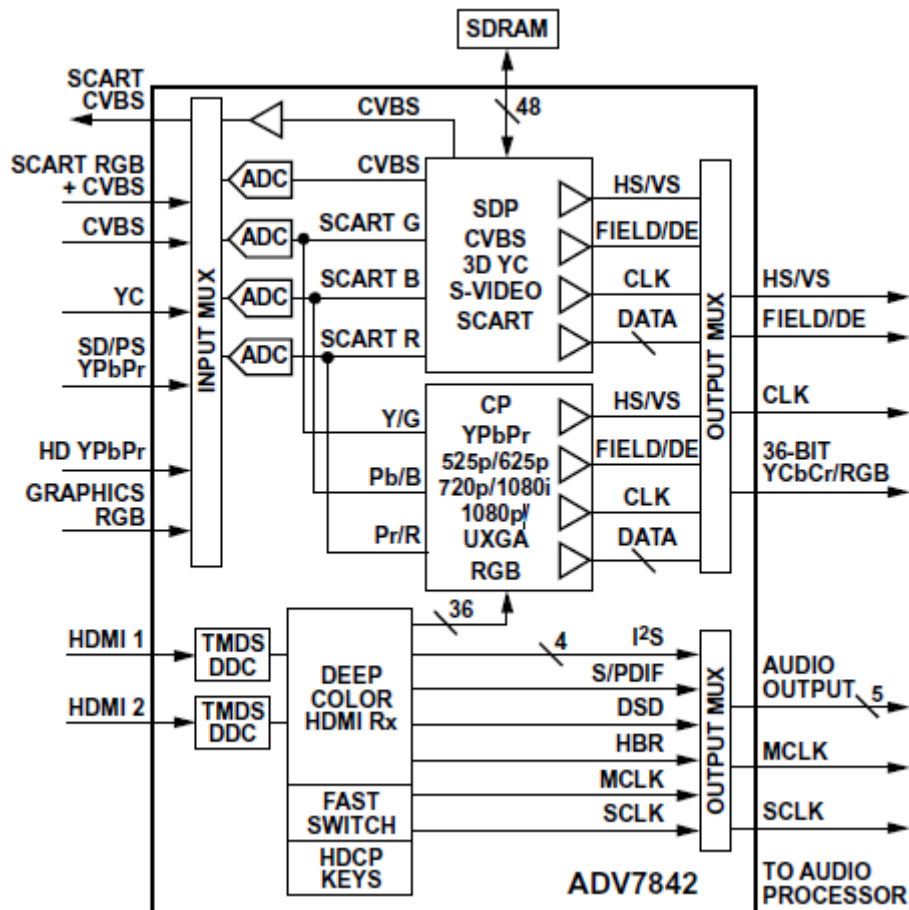 SDRAM
48
SCART
CVBS
SCART RGB
+ CVBS
CVBS
YC
SD/PS
YPbPr
HD YPbPr
GRAPHICS
RGB
INPUT MUX
CVBS
ADC
CVBS
ADC
SCART G
ADC
SCART B
ADC
SCART R
Y/G
Pb/B
Pr/R
SDP
CVBS
3D YC
S-VIDEO
SCART
HS/VS
FIELD/DE
CLK
DATA
CP
YPbPr
525p/625p
720p/1080i
1080p/
UXGA
RGB
HS/VS
FIELD/DE
CLK
DATA
OUTPUT MUX
HS/VS
FIELD/DE
CLK
36-BIT
YCbCr/RGB
HDMI 1
HDMI 2
TMDS
DDC
TMDS
DDC
DEEP
COLOR
HDMI Rx
FAST
SWITCH
HDCP
KEYS
36
4
I²S
S/PDIF
DSD
HBR
MCLK
SCLK
OUTPUT MUX
AUDIO
OUTPUT
5
MCLK
SCLK
TO AUDIO
PROCESSOR
ADV7842